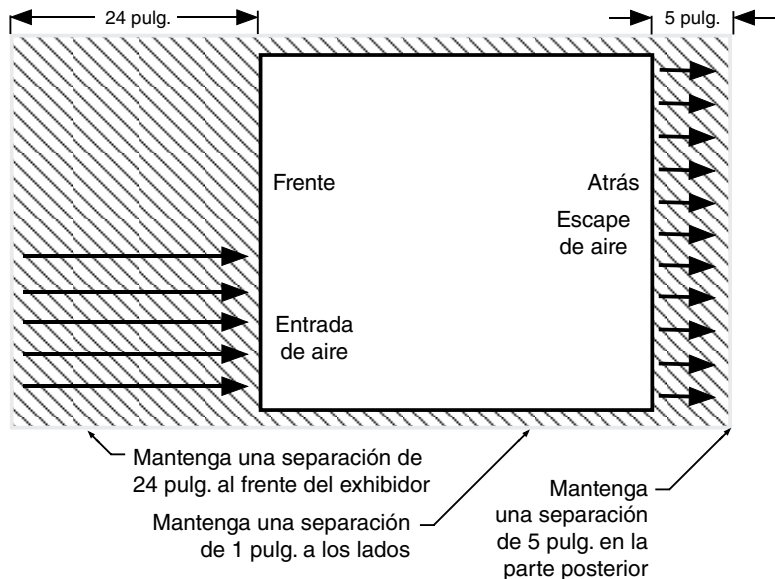 24 pulg.
5 pulg.
Frente
Atrás
Escape
de aire
Entrada
de aire
Mantenga una separación de
24 pulg. al frente del exhibidor
Mantenga una separación
de 1 pulg. a los lados
Mantenga
una separación
de 5 pulg. en la
parte posterior